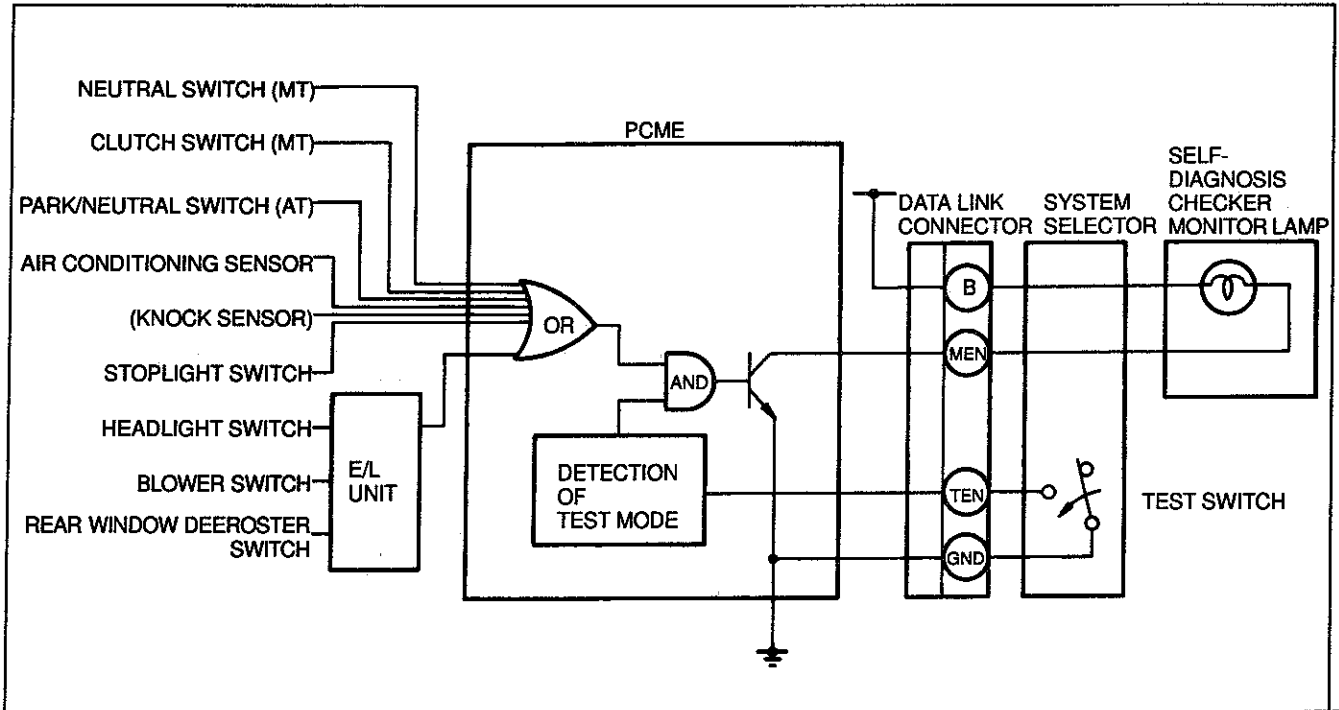 NEUTRAL SWITCH (MT)
CLUTCH SWITCH (MT)
PARK/NEUTRAL SWITCH (AT)
AIR CONDITIONING SENSOR
(KNOCK SENSOR)
STOPLIGHT SWITCH
HEADLIGHT SWITCH
BLOWER SWITCH
REAR WINDOW DEEROSTER
SWITCH
E/L
UNIT
PCME
OR
AND
DETECTION
OF
TEST MODE
DATA LINK
CONNECTOR
B
MEN
TEN
GND
SYSTEM
SELECTOR
SELF-
DIAGNOSIS
CHECKER
MONITOR LAMP
TEST SWITCH